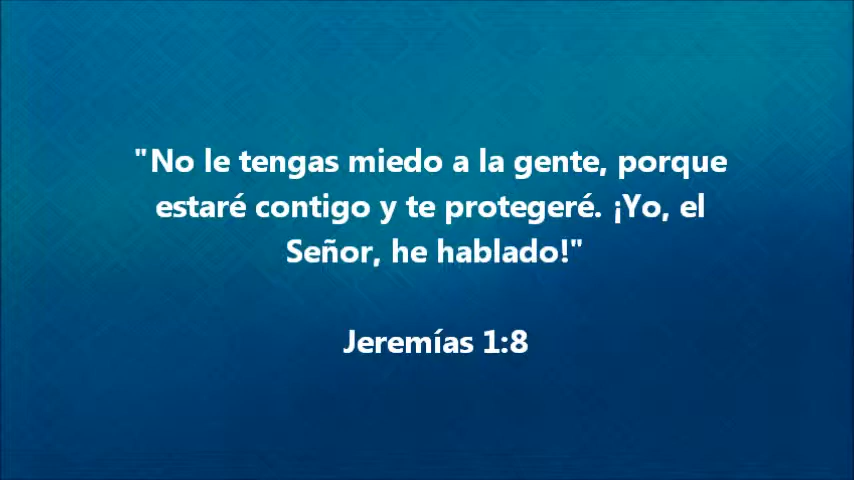 "No le tengas miedo a la gente, porque
estaré contigo y te protegeré. ¡Yo, el
Señor, he hablado!"
Jeremías 1:8